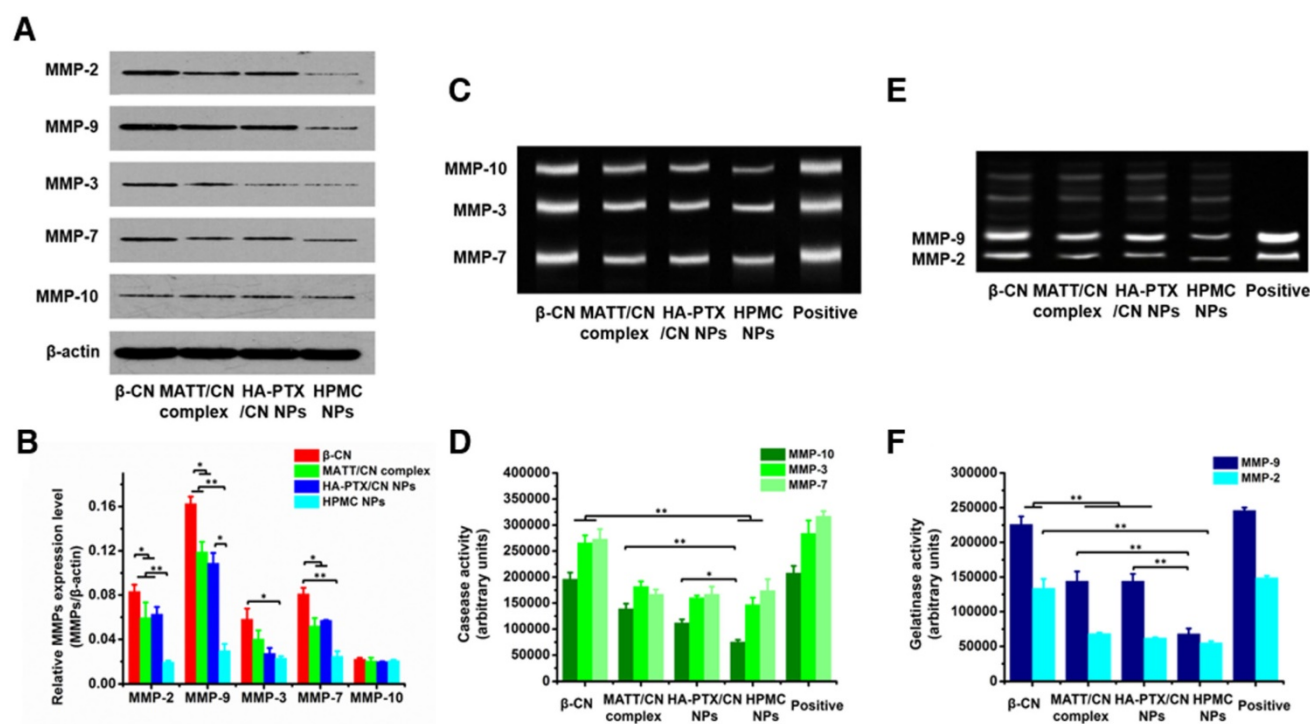 A
MMP-2
MMP-9
MMP-3
MMP-7
MMP-10
β-actin
β-CN MATT/CN HA-PTX HPMC
complex /CN NPs NPs
B
Relative MMPs expression level
(MMPs/β-actin)
0.16
0.12
0.08
0.04
0.00
β-CN
MATT/CN complex
HA-PTX/CN NPs
HPMC NPs
* ** * * ** * * **
MMP-2 MMP-9 MMP-3 MMP-7 MMP-10
C
MMP-10
MMP-3
MMP-7
β-CN MATT/CN HA-PTX HPMC Positive
complex /CN NPs NPs
D
Casease activity
(arbitrary units)
400000
350000
300000
250000
200000
150000
100000
50000
0
MMP-10
MMP-3
MMP-7
**
**
*
β-CN MATT/CN HA-PTX/CN HPMC Positive
complex NPs NPs
E
MMP-9
MMP-2
β-CN MATT/CN HA-PTX HPMC Positive
complex /CN NPs NPs
F
Gelatinase activity
(arbitrary units)
300000
250000
200000
150000
100000
50000
0
MMP-9
MMP-2
**
**
**
**
β-CN MATT/CN HA-PTX/CN HPMC Positive
complex NPs NPs